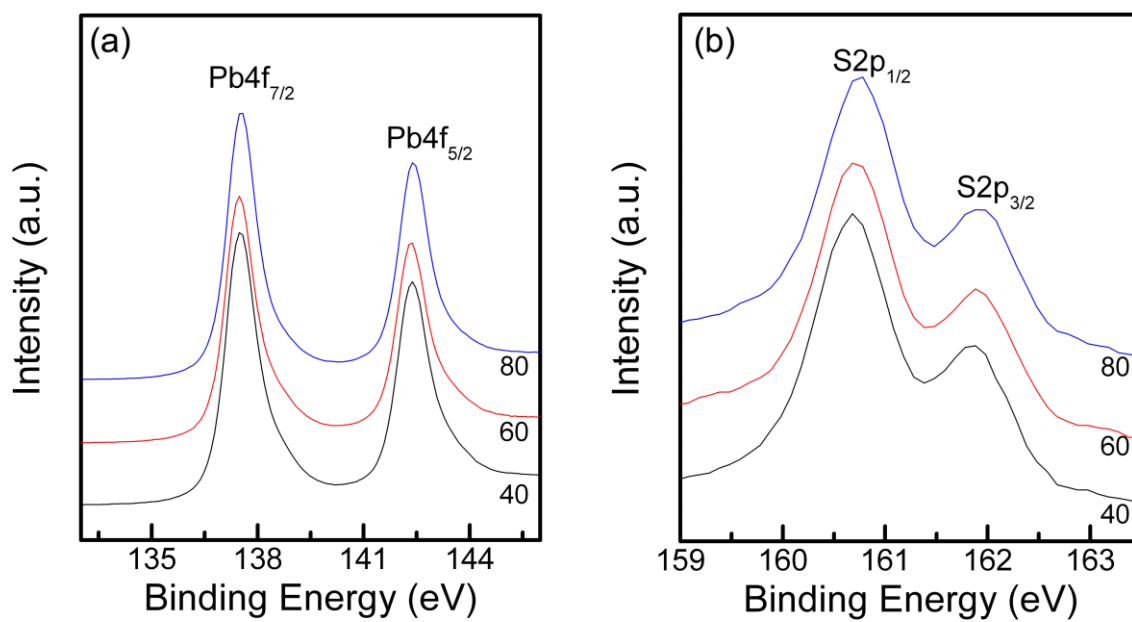 (a)
Pb4f7/2
Pb4f5/2
80
60
40
Intensity (a.u.)
135 138 141 144
Binding Energy (eV)
(b)
S2p1/2
S2p3/2
80
60
40
Intensity (a.u.)
159 160 161 162 163
Binding Energy (eV)